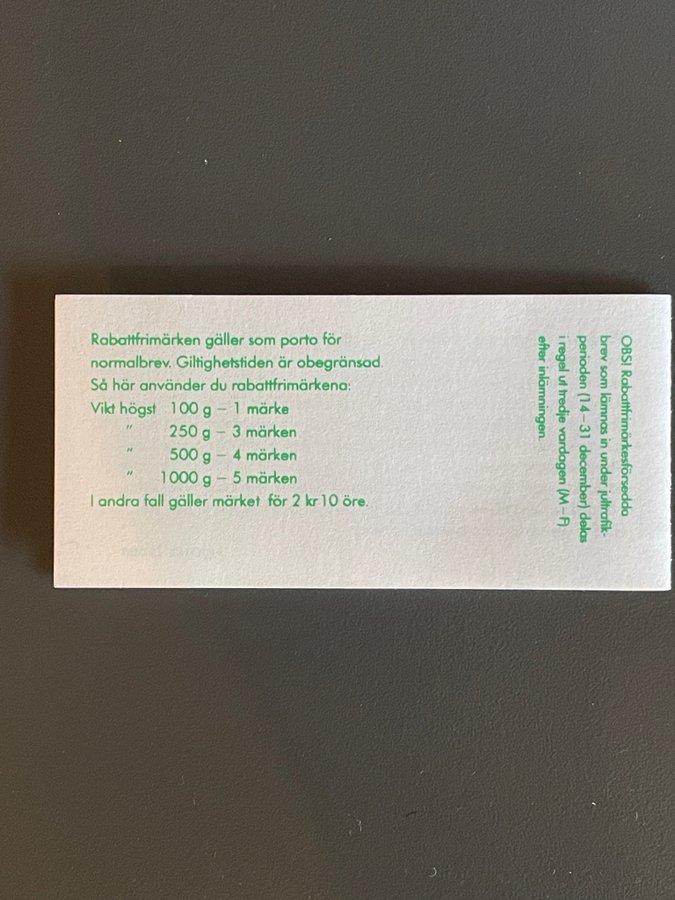 Rabattfrimärken gäller som porto för
normalbrev. Giltighetstiden är obegränsad.
Så här använder du rabattfrimärkena:
Vikt högst 100 g – 1 märke
" 250 g – 3 märken
" 500 g – 4 märken
" 1000 g – 5 märken
I andra fall gäller märket för 2 kr 10 öre.
OBS! Rabattfrimärkesförsedda
brev som lämnas in under jultrafik-
perioden (14 – 31 december) delas
i regel ut tredje vardagen (M – F)
efter inlämningen.